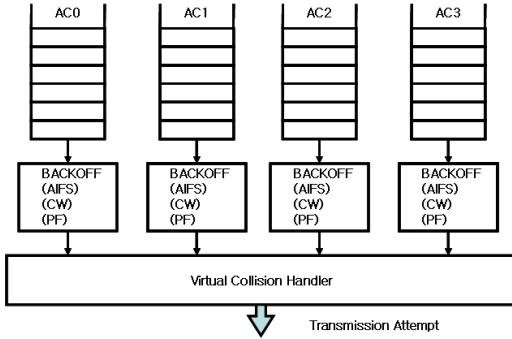 AC0
AC1
AC2
AC3
BACKOFF
(AIFS)
(CW)
(PF)
BACKOFF
(AIFS)
(CW)
(PF)
BACKOFF
(AIFS)
(CW)
(PF)
BACKOFF
(AIFS)
(CW)
(PF)
Virtual Collision Handler
Transmission Attempt